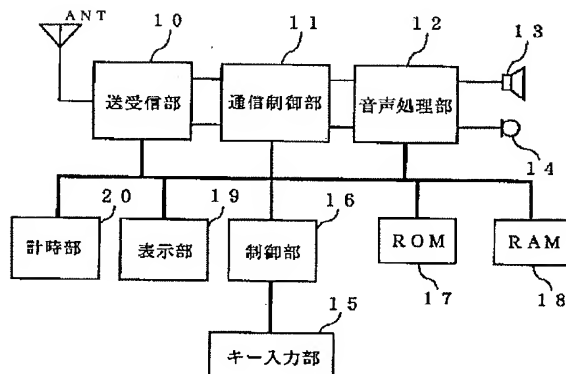 ANT
10
11
12
13
送受信部
通信制御部
音声処理部
14
20
19
16
計時部
表示部
制御部
ROM
RAM
17
18
15
キー入力部